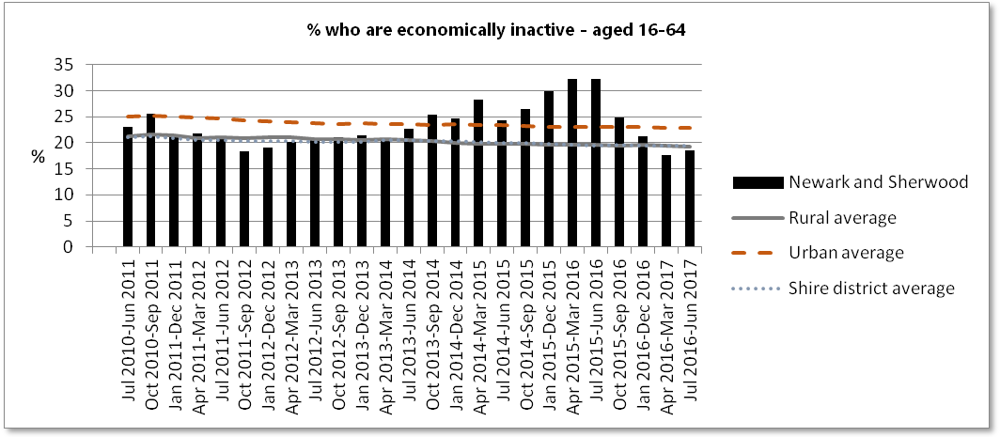 % who are economically inactive - aged 16-64
35
30
25
20
15
10
5
0
%
Jul 2010-Jun 2011
Oct 2010-Sep 2011
Jan 2011-Dec 2011
Apr 2011-Mar 2012
Jul 2011-Jun 2012
Oct 2011-Sep 2012
Jan 2012-Dec 2012
Apr 2012-Mar 2013
Jul 2012-Jun 2013
Oct 2012-Sep 2013
Jan 2013-Dec 2013
Apr 2013-Mar 2014
Jul 2013-Jun 2014
Oct 2013-Sep 2014
Jan 2014-Dec 2014
Apr 2014-Mar 2015
Jul 2014-Jun 2015
Oct 2014-Sep 2015
Jan 2015-Dec 2015
Apr 2015-Mar 2016
Jul 2015-Jun 2016
Oct 2015-Sep 2016
Jan 2016-Dec 2016
Apr 2016-Mar 2017
Jul 2016-Jun 2017
Newark and Sherwood
Rural average
Urban average
Shire district average